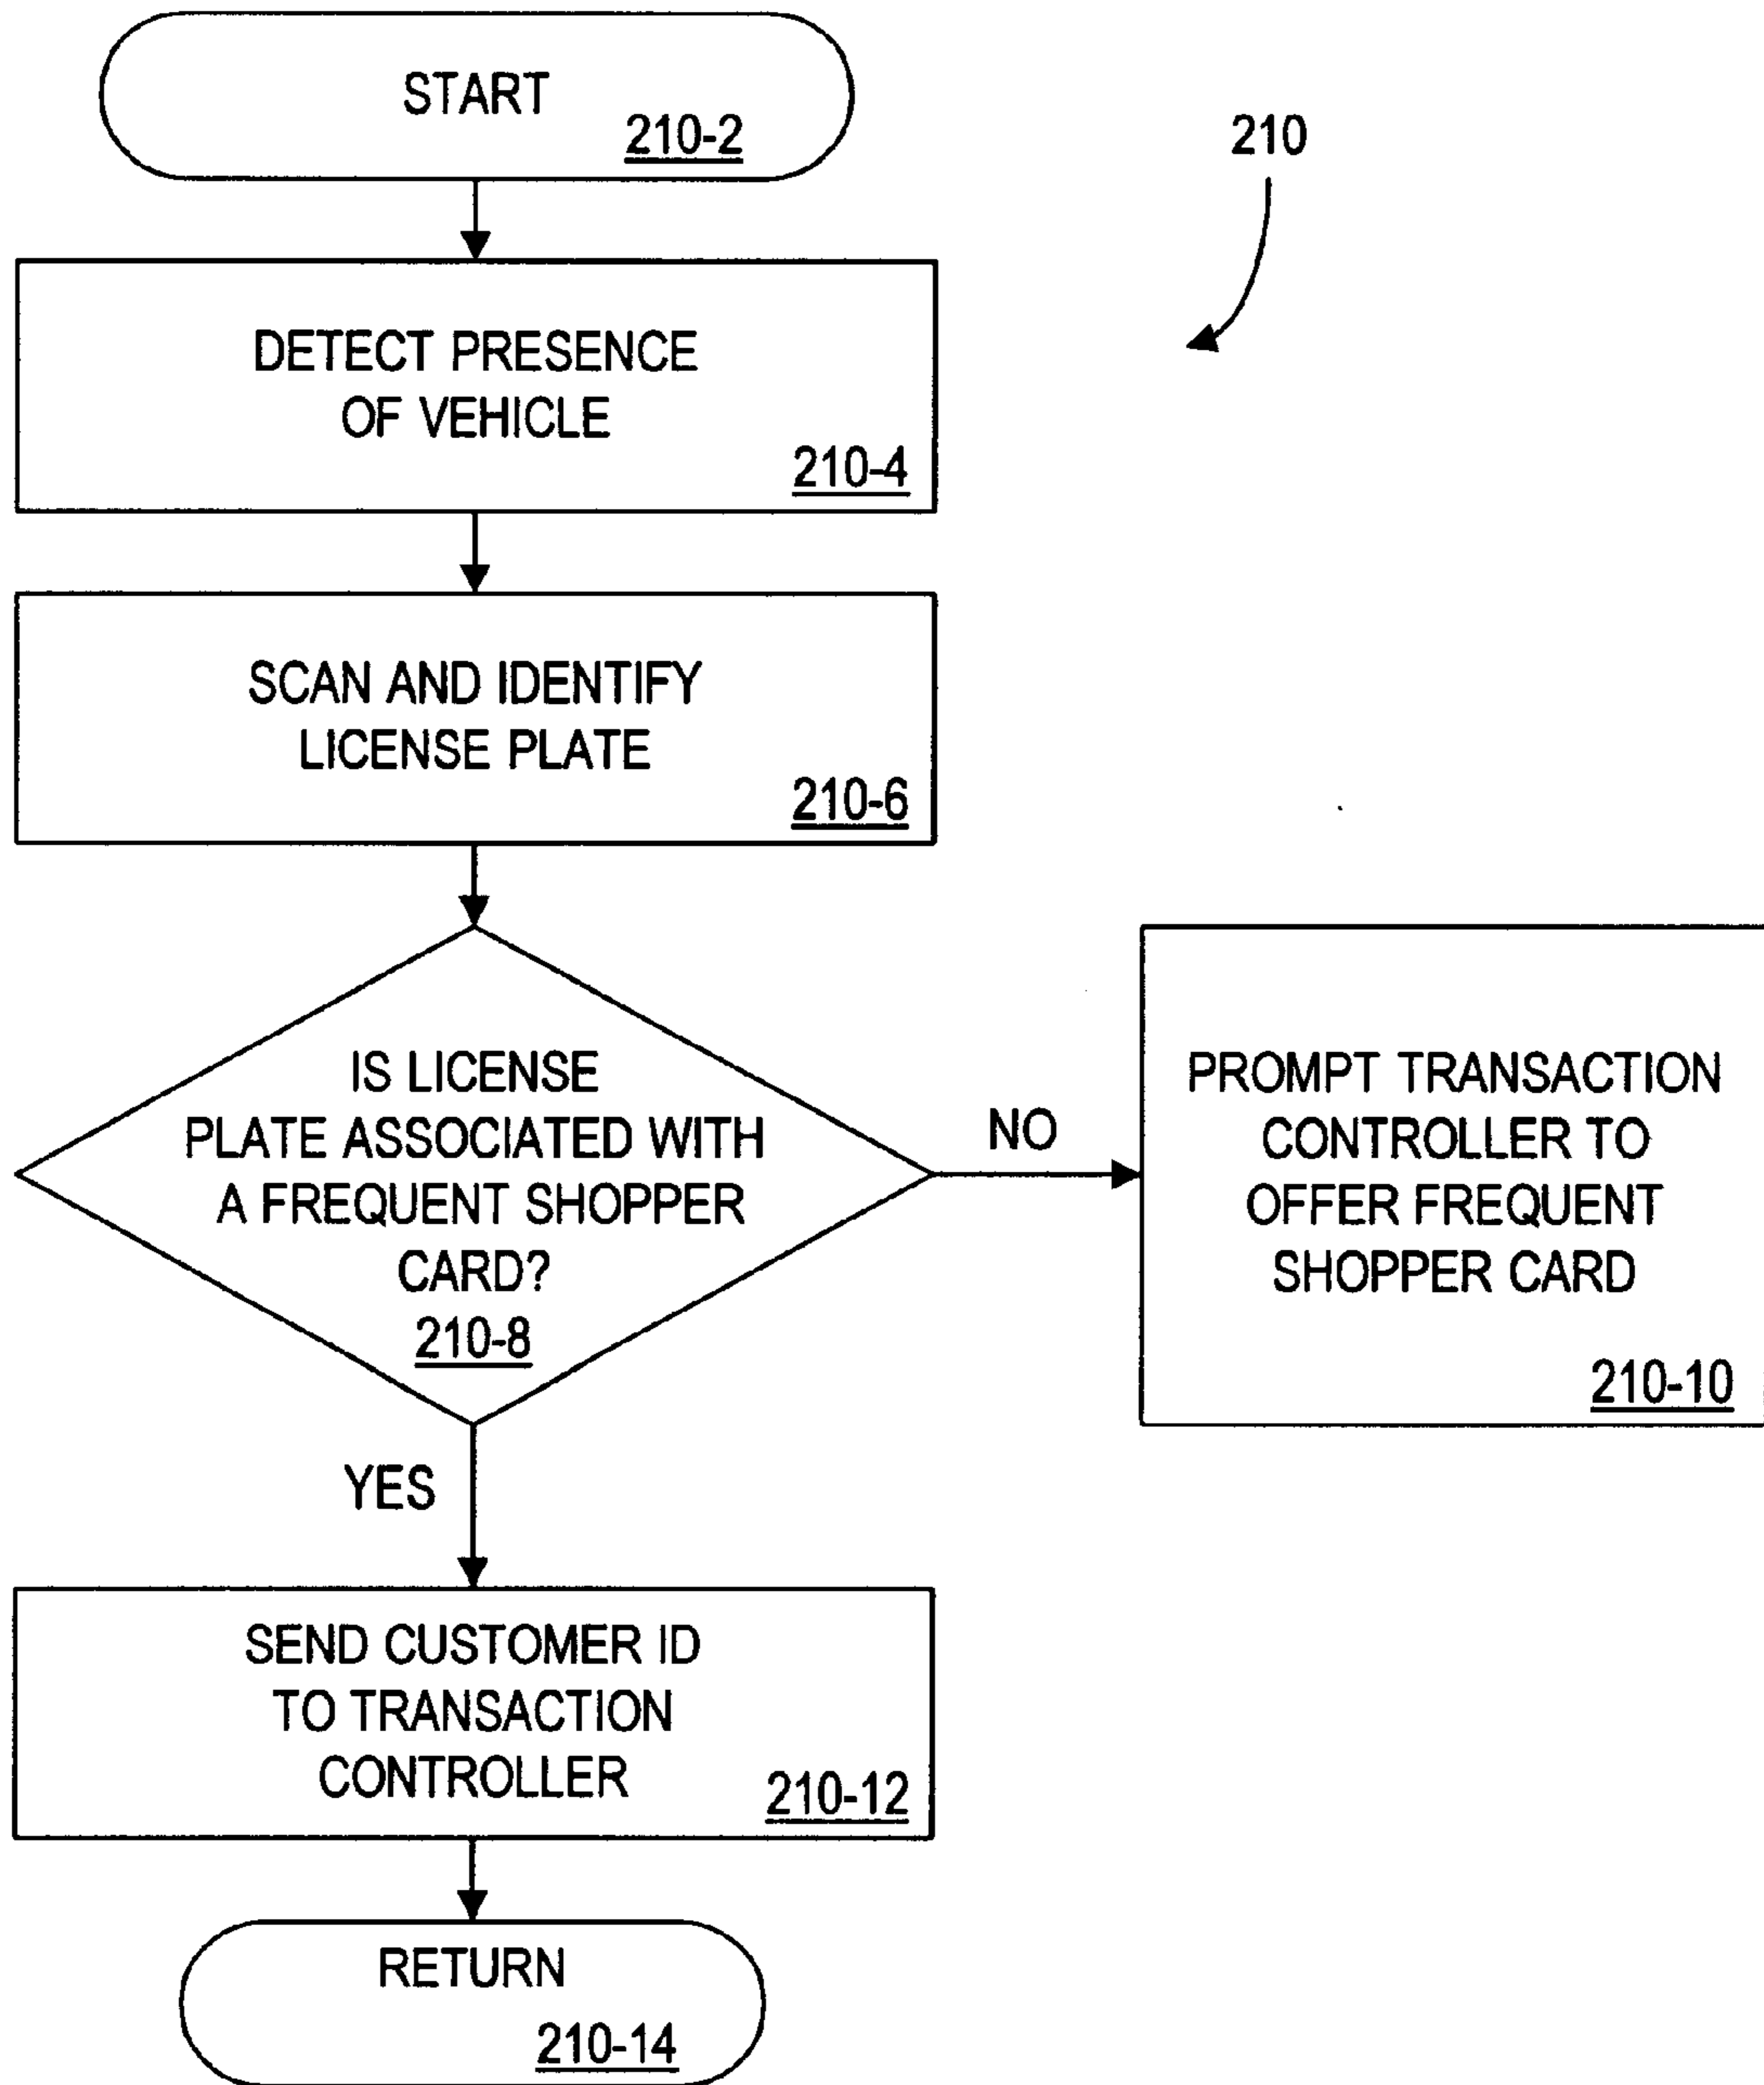 START
210-2
210
DETECT PRESENCE
OF VEHICLE
210-4
SCAN AND IDENTIFY
LICENSE PLATE
210-6
IS LICENSE
PLATE ASSOCIATED WITH
A FREQUENT SHOPPER
CARD?
210-8
NO
PROMPT TRANSACTION
CONTROLLER TO
OFFER FREQUENT
SHOPPER CARD
210-10
YES
SEND CUSTOMER ID
TO TRANSACTION
CONTROLLER
210-12
RETURN
210-14